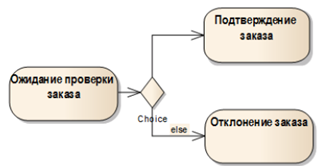 Подтверждение
заказа
Ожидание проверки
заказа
Choice
else
Отклонение заказа